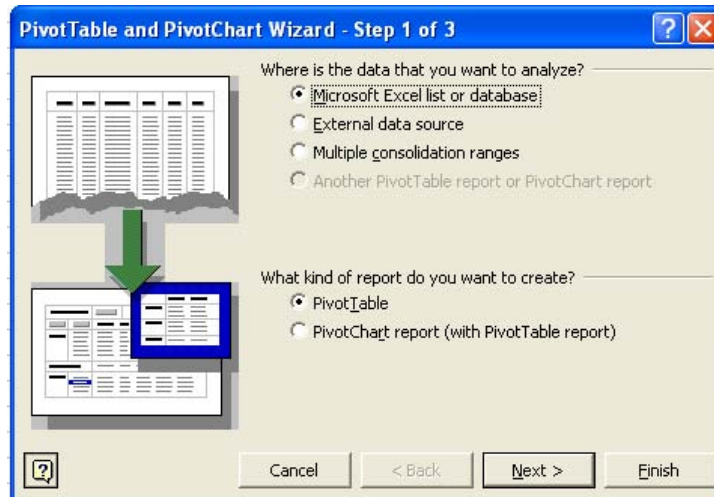 PivotTable and PivotChart Wizard - Step 1 of 3
Where is the data that you want to analyze?
Microsoft Excel list or database
External data source
Multiple consolidation ranges
Another PivotTable report or PivotChart report
What kind of report do you want to create?
PivotTable
PivotChart report (with PivotTable report)
Cancel
< Back
Next >
Finish